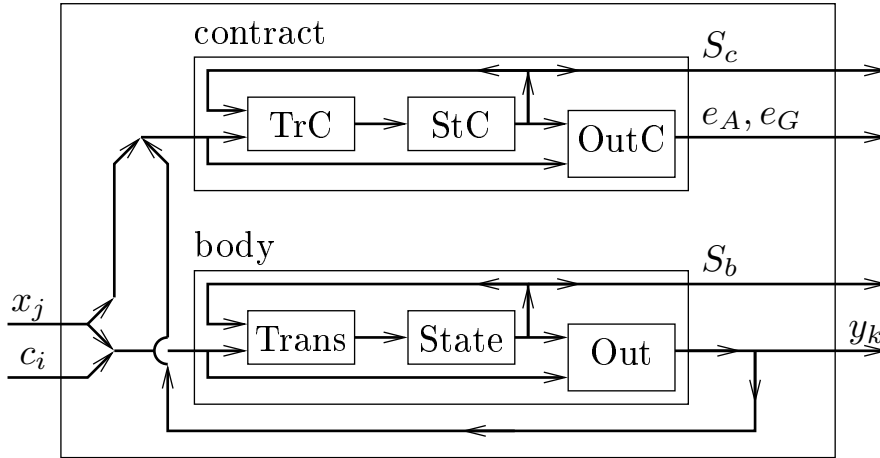 contract
$S_c$
TrC
StC
OutC
$e_A, e_G$
body
$S_b$
$x_j$
Trans
State
Out
$y_k$
$c_i$